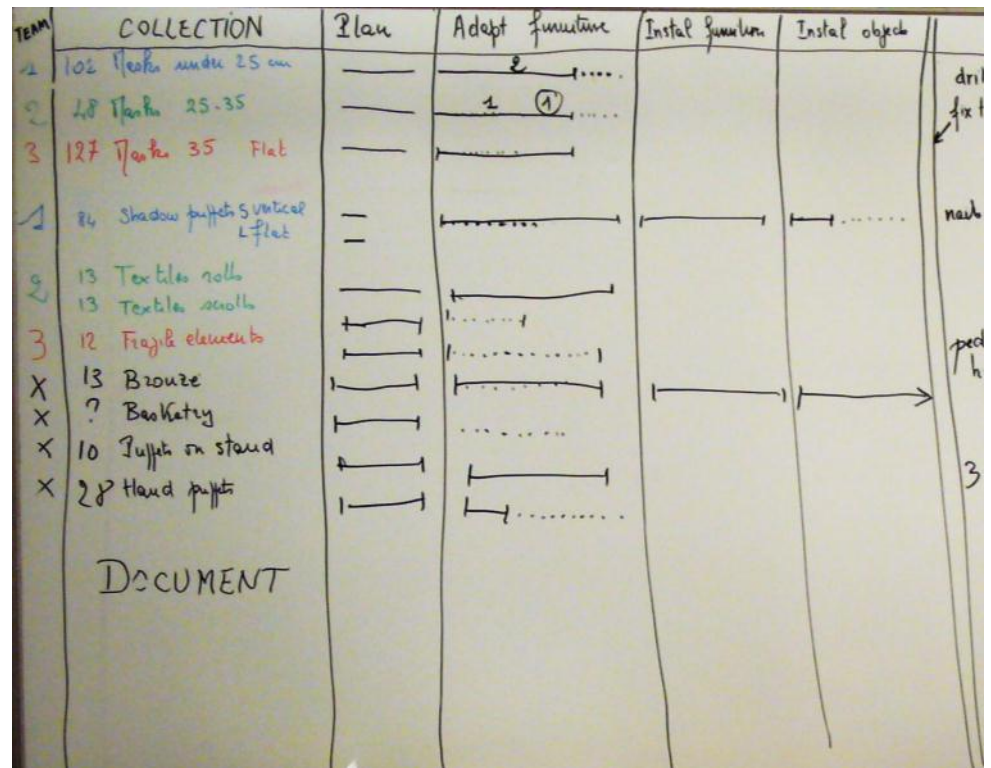 TEAM COLLECTION Plan Adapt furniture Instal furniture Instal objects
1 102 Masks under 25 cm 2
dril
2 48 Masks 25-35 1 1
fix t
3 127 Masks 35 Flat
1 84 Shadow puppets 5 vertical
nails
L Flat
2 13 Textiles rolls
13 Textiles scrolls
3 12 Fragile elements
ped
h
X 13 Bronze
X ? Basketry
X 10 Puppets on stand
3
X 28 Hand puppets
DOCUMENT